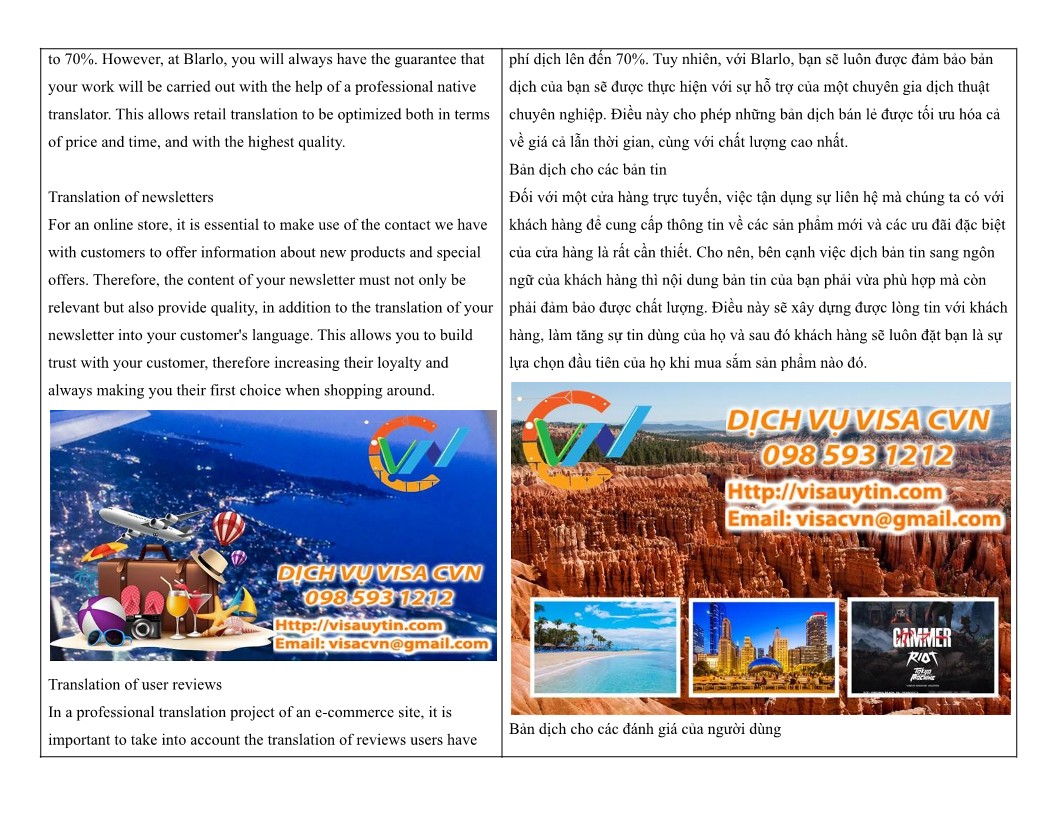 to 70%. However, at Blarlo, you will always have the guarantee that
your work will be carried out with the help of a professional native
translator. This allows retail translation to be optimized both in terms
of price and time, and with the highest quality.
Translation of newsletters
For an online store, it is essential to make use of the contact we have
with customers to offer information about new products and special
offers. Therefore, the content of your newsletter must not only be
relevant but also provide quality, in addition to the translation of your
newsletter into your customer's language. This allows you to build
trust with your customer, therefore increasing their loyalty and
always making you their first choice when shopping around.
CVN
DỊCH VỤ VISA CVN
098 593 1212
Http://visauytin.com
Email: visacvn@gmail.com
Translation of user reviews
In a professional translation project of an e-commerce site, it is
important to take into account the translation of reviews users have
phí dịch lên đến 70%. Tuy nhiên, với Blarlo, bạn sẽ luôn được đảm bảo bản
dịch của bạn sẽ được thực hiện với sự hỗ trợ của một chuyên gia dịch thuật
chuyên nghiệp. Điều này cho phép những bản dịch bán lẻ được tối ưu hóa cả
về giá cả lẫn thời gian, cùng với chất lượng cao nhất.
Bản dịch cho các bản tin
Đối với một cửa hàng trực tuyến, việc tận dụng sự liên hệ mà chúng ta có với
khách hàng để cung cấp thông tin về các sản phẩm mới và các ưu đãi đặc biệt
của cửa hàng là rất cần thiết. Cho nên, bên cạnh việc dịch bản tin sang ngôn
ngữ của khách hàng thì nội dung bản tin của bạn phải vừa phù hợp mà còn
phải đảm bảo được chất lượng. Điều này sẽ xây dựng được lòng tin với khách
hàng, làm tăng sự tin dùng của họ và sau đó khách hàng sẽ luôn đặt bạn là sự
lựa chọn đầu tiên của họ khi mua sắm sản phẩm nào đó.
CVN
DỊCH VỤ VISA CVN
098 593 1212
Http://visauytin.com
Email: visacvn@gmail.com
RIOT
TOKYO
MACHINE
Bản dịch cho các đánh giá của người dùng